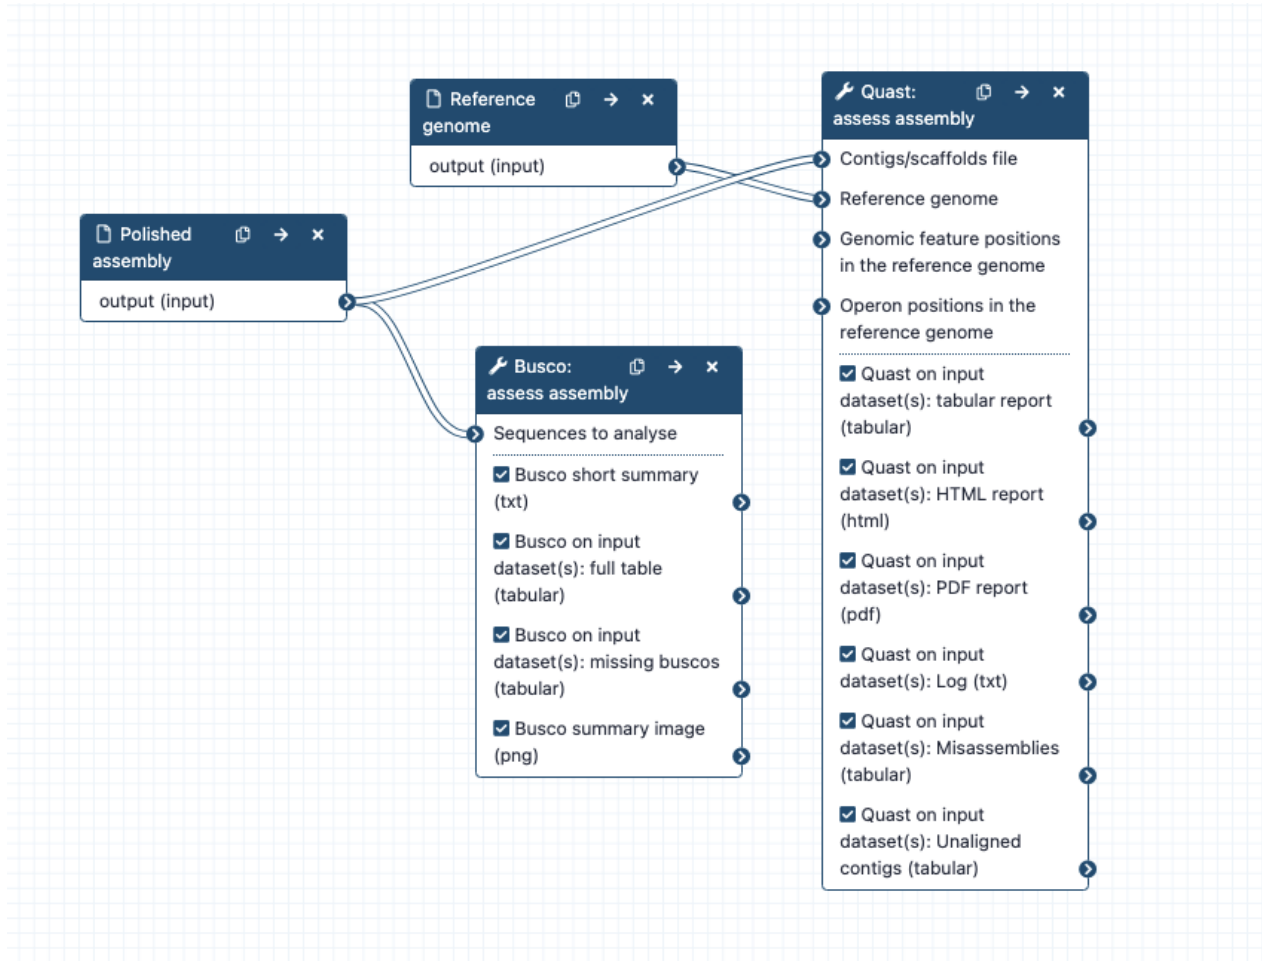 Reference
genome
output (input)
Polished
assembly
output (input)
Busco:
assess assembly
Sequences to analyse
Busco short summary
(txt)
Busco on input
dataset(s): full table
(tabular)
Busco on input
dataset(s): missing buscos
(tabular)
Busco summary image
(png)
Quast:
assess assembly
Contigs/scaffolds file
Reference genome
Genomic feature positions
in the reference genome
Operon positions in the
reference genome
Quast on input
dataset(s): tabular report
(tabular)
Quast on input
dataset(s): HTML report
(html)
Quast on input
dataset(s): PDF report
(pdf)
Quast on input
dataset(s): Log (txt)
Quast on input
dataset(s): Misassemblies
(tabular)
Quast on input
dataset(s): Unaligned
contigs (tabular)